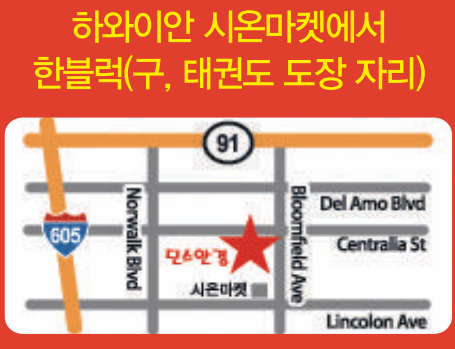 하와이안 시온마켓에서
한블럭(구, 태권도 도장 자리)
91
Norwalk Blvd
Bloomfield Ave
Del Amo Blvd
605
Centralia St
단소안경
시온마켓
Lincolon Ave